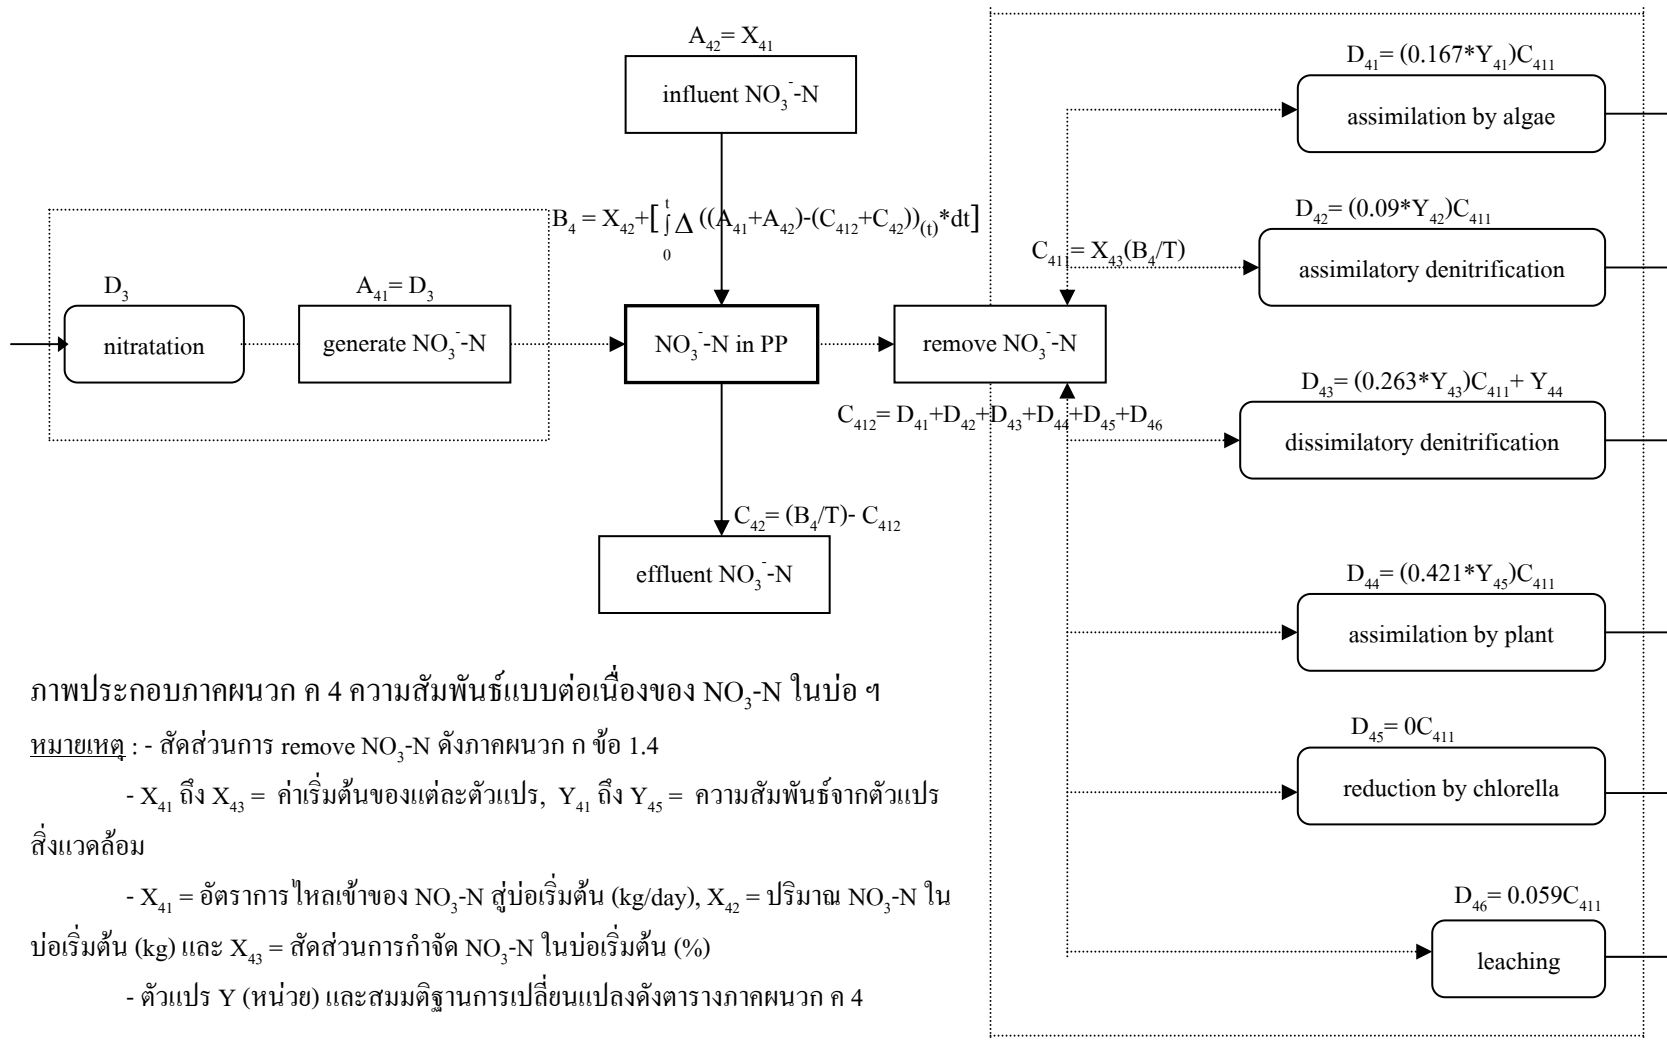 A₄₂= X₄₁
influent NO₃⁻-N
D₄₁= (0.167*Y₄₁)C₄₁₁
assimilation by algae
B₄ = X₄₂+[∫₀ᵗ Δ ((A₄₁+A₄₂)-(C₄₁₂+C₄₂))₍ₜ₎*dt]
D₄₂= (0.09*Y₄₂)C₄₁₁
assimilatory denitrification
C₄₁₁= X₄₃(B₄/T)
D₃
nitratation
A₄₁= D₃
generate NO₃⁻-N
NO₃⁻-N in PP
remove NO₃⁻-N
D₄₃= (0.263*Y₄₃)C₄₁₁+ Y₄₄
dissimilatory denitrification
C₄₁₂= D₄₁+D₄₂+D₄₃+D₄₄+D₄₅+D₄₆
C₄₂= (B₄/T)- C₄₁₂
effluent NO₃⁻-N
D₄₄= (0.421*Y₄₅)C₄₁₁
assimilation by plant
D₄₅= 0C₄₁₁
reduction by chlorella
D₄₆= 0.059C₄₁₁
leaching
ภาพประกอบภาคผนวก ค 4 ความสัมพันธ์แบบต่อเนื่องของ NO₃-N ในบ่อ ฯ
หมายเหตุ : - สัดส่วนการ remove NO₃-N ดังภาคผนวก ก ข้อ 1.4
- X₄₁ ถึง X₄₃ = ค่าเริ่มต้นของแต่ละตัวแปร, Y₄₁ ถึง Y₄₅ = ความสัมพันธ์จากตัวแปร
สิ่งแวดล้อม
- X₄₁ = อัตราการไหลเข้าของ NO₃-N สู่บ่อเริ่มต้น (kg/day), X₄₂ = ปริมาณ NO₃-N ใน
บ่อเริ่มต้น (kg) และ X₄₃ = สัดส่วนการกำจัด NO₃-N ในบ่อเริ่มต้น (%)
- ตัวแปร Y (หน่วย) และสมมติฐานการเปลี่ยนแปลงดังตารางภาคผนวก ค 4